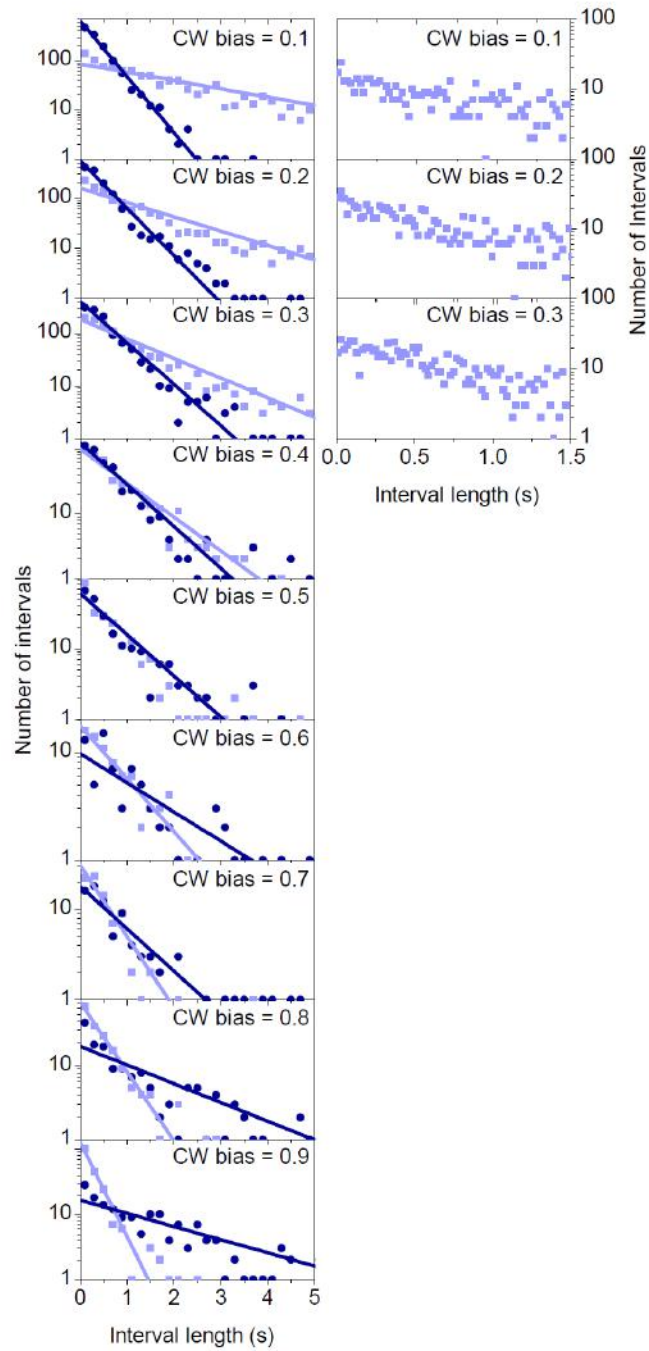 CW bias = 0.1
100
10
1
CW bias = 0.2
100
10
1
CW bias = 0.3
100
10
1
CW bias = 0.4
10
1
CW bias = 0.5
10
1
CW bias = 0.6
10
1
CW bias = 0.7
10
1
CW bias = 0.8
10
1
CW bias = 0.9
10
1
0 1 2 3 4 5
Number of intervals
Interval length (s)
CW bias = 0.1
100
10
100
CW bias = 0.2
10
100
CW bias = 0.3
10
1
0.0 0.5 1.0 1.5
Number of Intervals
Interval length (s)